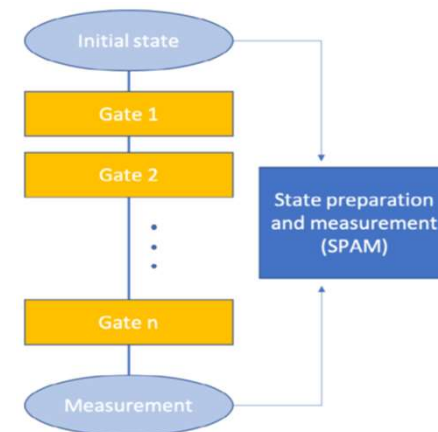 Initial state
Gate 1
Gate 2
State preparation
and measurement
(SPAM)
Gate n
Measurement